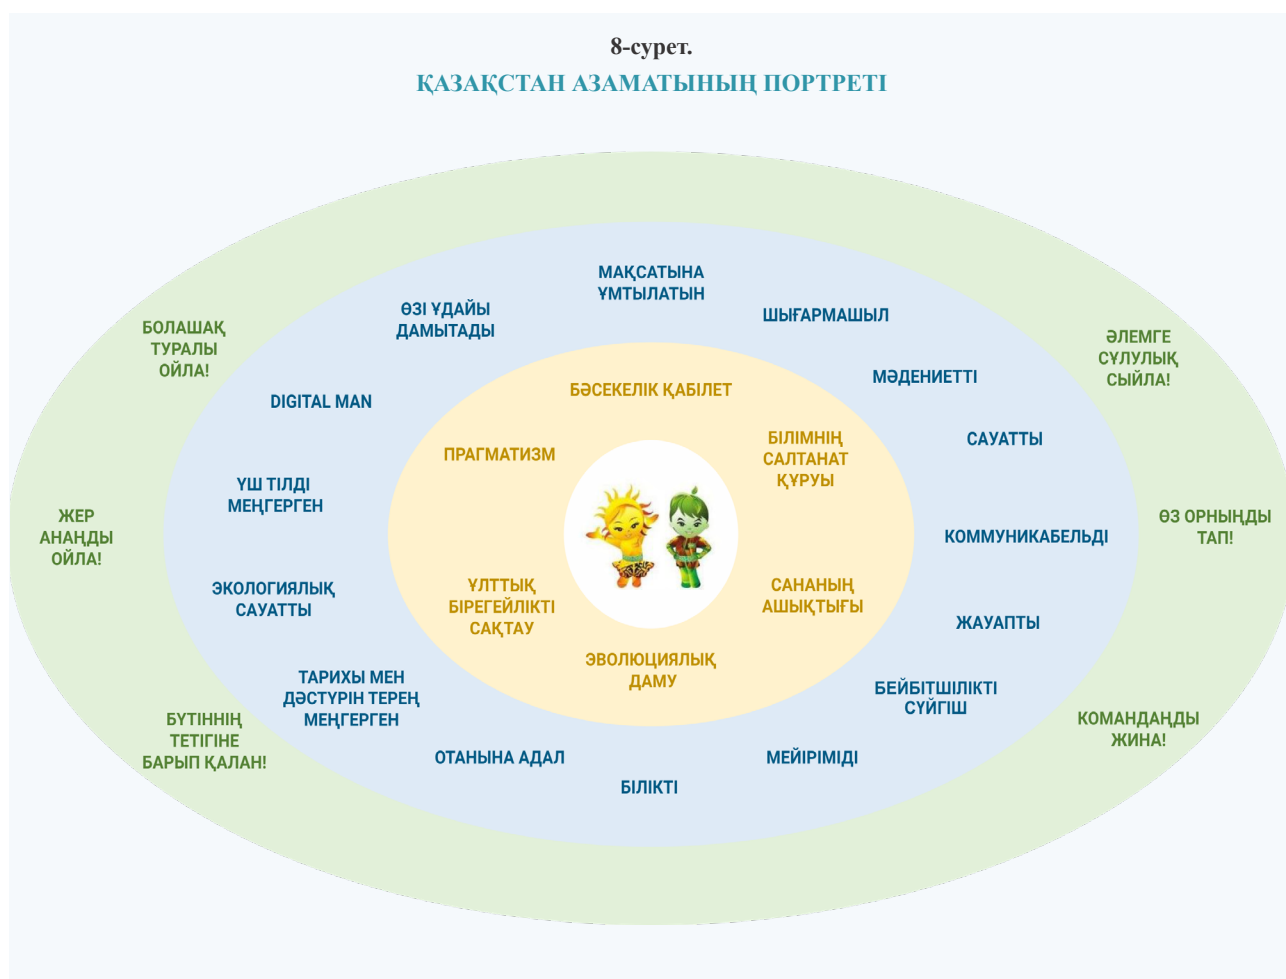 8-сурет.
ҚАЗАҚСТАН АЗАМАТЫНЫҢ ПОРТРЕТІ
БОЛАШАҚ
ТУРАЛЫ
ОЙЛА!
ЖЕР
АНАҢДЫ
ОЙЛА!
БҮТІННІҢ
ТЕТІГІНЕ
БАРЫП ҚАЛАН!
ӘЛЕМГЕ
СҰЛУЛЫҚ
СЫЙЛА!
ӨЗ ОРНЫҢДЫ
ТАП!
КОМАНДАҢДЫ
ЖИНА!
МАҚСАТЫНА
ҰМТЫЛАТЫН
ШЫҒАРМАШЫЛ
МӘДЕНИЕТТІ
САУАТТЫ
КОММУНИКАБЕЛЬДІ
ЖАУАПТЫ
БЕЙБІТШІЛІКТІ
СҮЙГІШ
МЕЙІРІМІДІ
БІЛІКТІ
ОТАНЫНА АДАЛ
ТАРИХЫ МЕН
ДӘСТҮРІН ТЕРЕҢ
МЕҢГЕРГЕН
ЭКОЛОГИЯЛЫҚ
САУАТТЫ
ҮШ ТІЛДІ
МЕҢГЕРГЕН
DIGITAL MAN
ӨЗІ ҰДАЙЫ
ДАМЫТАДЫ
БӘСЕКЕЛІК ҚАБІЛЕТ
БІЛІМНІҢ
САЛТАНАТ
ҚҰРУЫ
САНАНЫҢ
АШЫҚТЫҒЫ
ЭВОЛЮЦИЯЛЫҚ
ДАМУ
ҰЛТТЫҚ
БІРЕГЕЙЛІКТІ
САҚТАУ
ПРАГМАТИЗМ